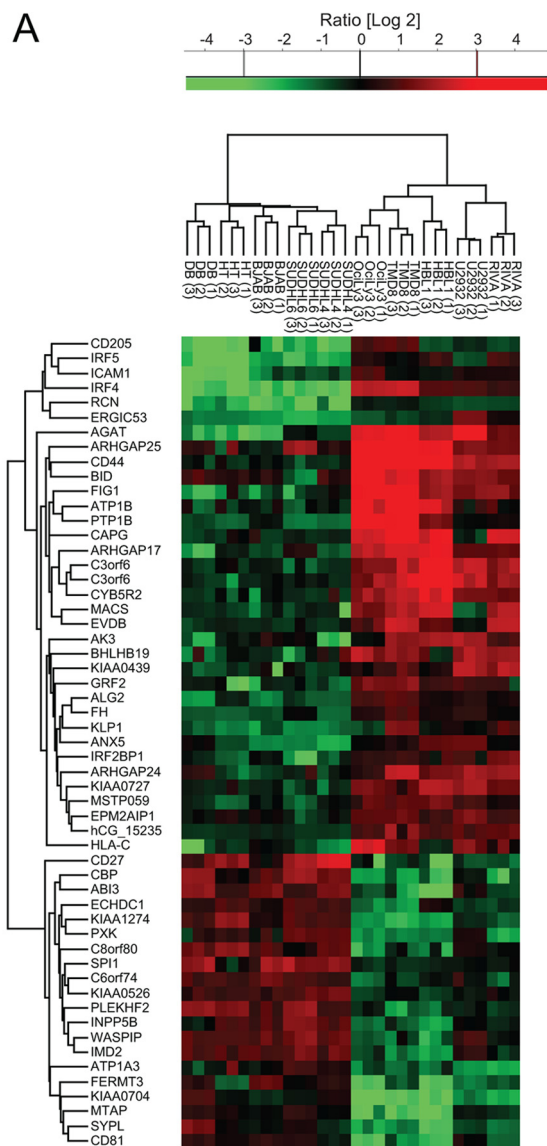 A
Ratio [Log 2]
-4 -3 -2 -1 0 1 2 3 4
DB (3)
DB (2)
DB (1)
HT (2)
HT (3)
HT (1)
BJAB (3)
BJAB (2)
BJAB (1)
SUDHL6 (3)
SUDHL6 (2)
SUDHL6 (1)
SUDHL4 (3)
SUDHL4 (2)
SUDHL4 (1)
OciLy3 (3)
OciLy3 (2)
OciLy3 (1)
TMD8 (3)
TMD8 (2)
TMD8 (1)
HBL1 (3)
HBL1 (2)
HBL1 (1)
U2932 (3)
U2932 (2)
U2932 (1)
RIVA (1)
RIVA (2)
RIVA (3)
CD205
IRF5
ICAM1
IRF4
RCN
ERGIC53
AGAT
ARHGAP25
CD44
BID
FIG1
ATP1B
PTP1B
CAPG
ARHGAP17
C3orf6
C3orf6
CYB5R2
MACS
EVDB
AK3
BHLHB19
KIAA0439
GRF2
ALG2
FH
KLP1
ANX5
IRF2BP1
ARHGAP24
KIAA0727
MSTP059
EPM2AIP1
hCG_15235
HLA-C
CD27
CBP
ABI3
ECHDC1
KIAA1274
PXK
C8orf80
SPI1
C6orf74
KIAA0526
PLEKHF2
INPP5B
WASPIP
IMD2
ATP1A3
FERMT3
KIAA0704
MTAP
SYPL
CD81